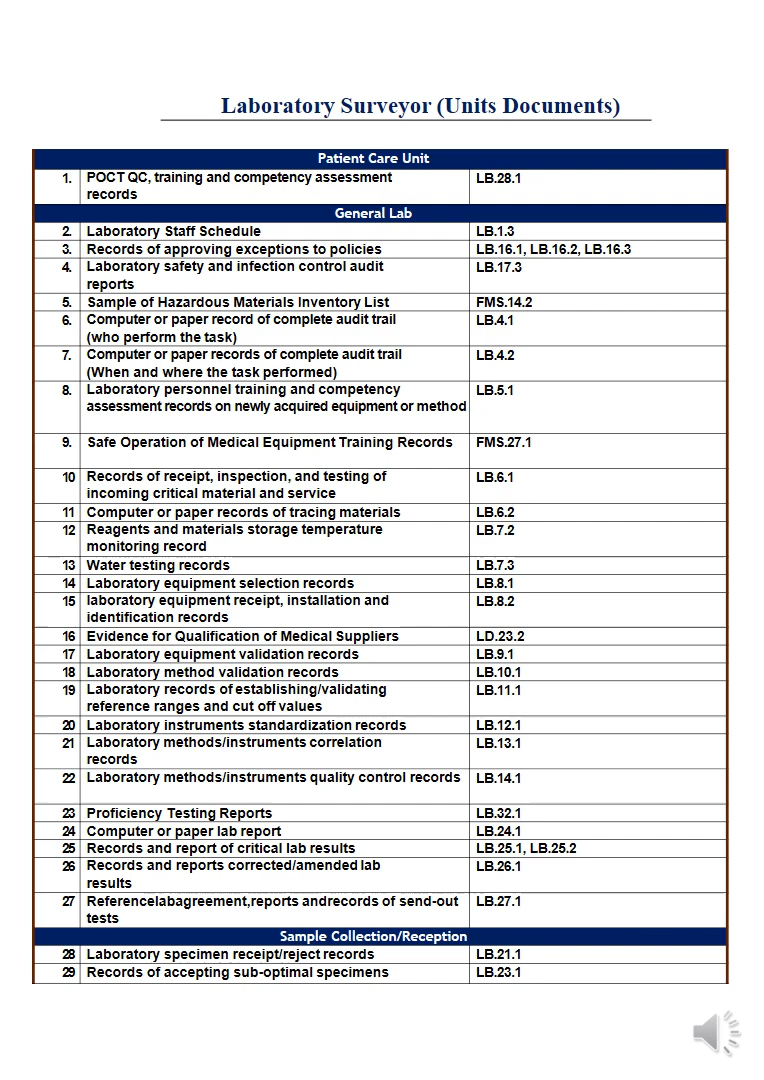 Laboratory Surveyor (Units Documents)
Patient Care Unit
1. POCT QC, training and competency assessment LB.28.1
records
General Lab
2. Laboratory Staff Schedule LB.1.3
3. Records of approving exceptions to policies LB.16.1, LB.16.2, LB.16.3
4. Laboratory safety and infection control audit LB.17.3
reports
5. Sample of Hazardous Materials Inventory List FMS.14.2
6. Computer or paper record of complete audit trail LB.4.1
(who perform the task)
7. Computer or paper records of complete audit trail LB.4.2
(When and where the task performed)
8. Laboratory personnel training and competency LB.5.1
assessment records on newly acquired equipment or method
9. Safe Operation of Medical Equipment Training Records FMS.27.1
10 Records of receipt, inspection, and testing of LB.6.1
incoming critical material and service
11 Computer or paper records of tracing materials LB.6.2
12 Reagents and materials storage temperature LB.7.2
monitoring record
13 Water testing records LB.7.3
14 Laboratory equipment selection records LB.8.1
15 laboratory equipment receipt, installation and LB.8.2
identification records
16 Evidence for Qualification of Medical Suppliers LD.23.2
17 Laboratory equipment validation records LB.9.1
18 Laboratory method validation records LB.10.1
19 Laboratory records of establishing/validating LB.11.1
reference ranges and cut off values
20 Laboratory instruments standardization records LB.12.1
21 Laboratory methods/instruments correlation LB.13.1
records
22 Laboratory methods/instruments quality control records LB.14.1
23 Proficiency Testing Reports LB.32.1
24 Computer or paper lab report LB.24.1
25 Records and report of critical lab results LB.25.1, LB.25.2
26 Records and reports corrected/amended lab LB.26.1
results
27 Referencelabagreement,reports andrecords of send-out LB.27.1
tests
Sample Collection/Reception
28 Laboratory specimen receipt/reject records LB.21.1
29 Records of accepting sub-optimal specimens LB.23.1